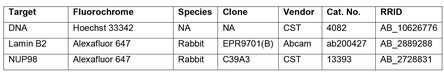 Target Fluorochrome Species Clone Vendor Cat. No. RRID
DNA Hoechst 33342 NA NA CST 4082 AB_10626776
Lamin B2 Alexafluor 647 Rabbit EPR9701(B) Abcam ab200427 AB_2889288
NUP98 Alexafluor 647 Rabbit C39A3 CST 13393 AB_2728831